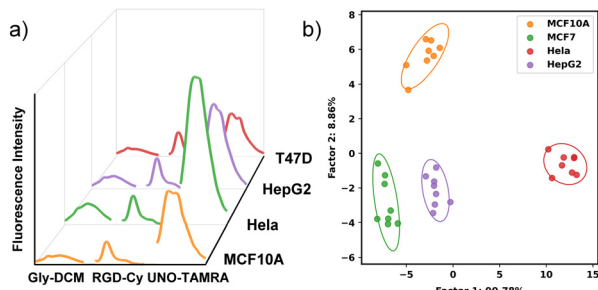 a)
Fluorescence Intensity
T47D
HepG2
Hela
MCF10A
Gly-DCM RGD-Cy UNO-TAMRA
b)
MCF10A
MCF7
Hela
HepG2
Factor 2: 8.86%
8
6
4
2
0
−2
−4
−6
−5 0 5 10 15